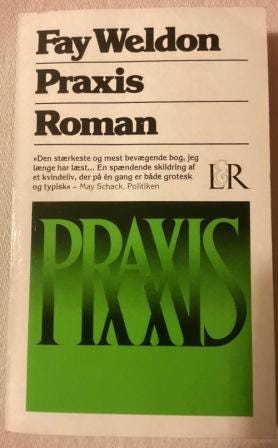 Fay Weldon
Praxis
Roman
»Den stærkeste og mest bevægende bog, jeg
længe har læst... En spændende skildring af
et kvindeliv, der på én gang er både grotesk
og typisk« – May Schack, Politiken
L&R
PRAXIS